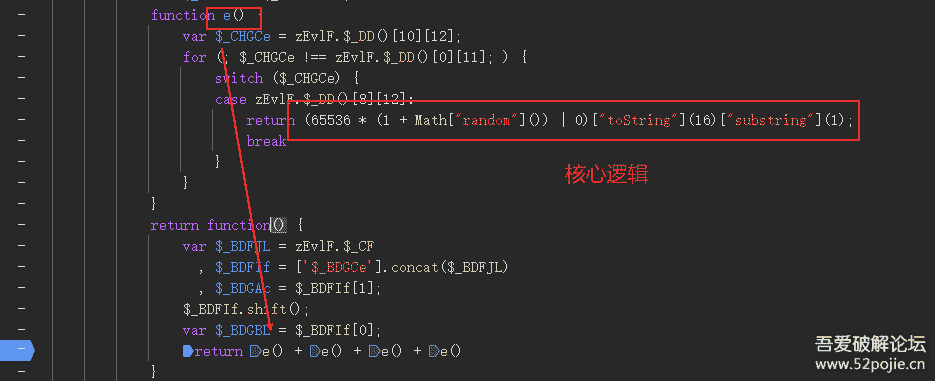 function e() {
var $_CHGCe = zEvlF.$_DD()[10][12];
for (; $_CHGCe !== zEvlF.$_DD()[0][11]; ) {
switch ($_CHGCe) {
case zEvlF.$_DD()[8][12]:
return (65536 * (1 + Math["random"]()) | 0)["toString"](16)["substring"](1);
break
核心逻辑
}
}
}
return function() {
var $_BDFJL = zEvlF.$_CF
, $_BDFIf = ['$_BDGCe'].concat($_BDFJL)
, $_BDGAc = $_BDFIf[1];
$_BDFIf.shift();
var $_BDGBL = $_BDFIf[0];
return e() + e() + e() + e()
}
吾爱破解论坛
www.52pojie.cn